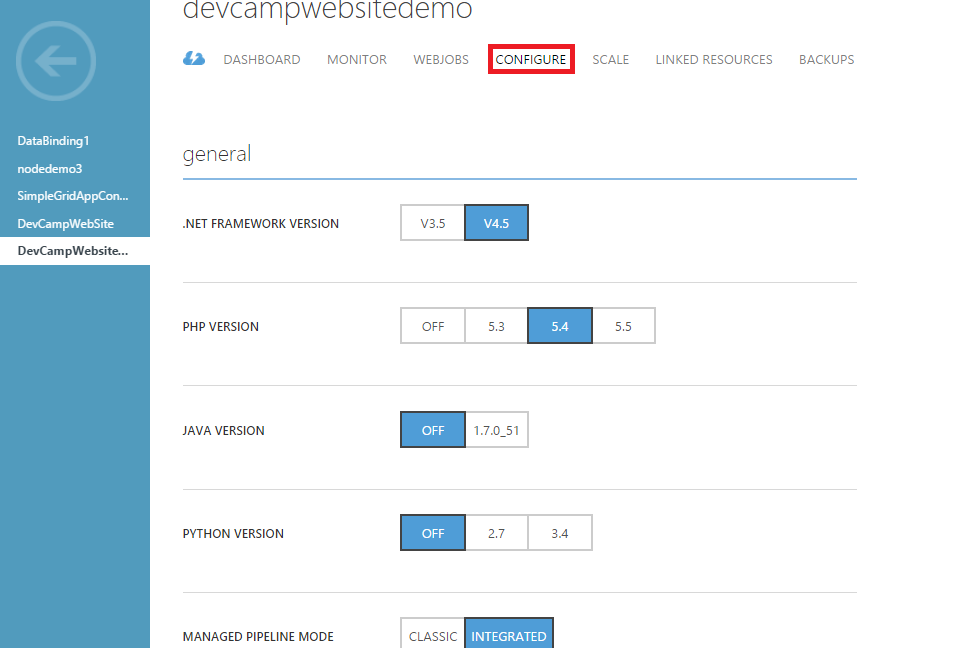 devcampwebsitedemo
DASHBOARD MONITOR WEBJOBS CONFIGURE SCALE LINKED RESOURCES BACKUPS
DataBinding1
nodedemo3
SimpleGridAppCon...
DevCampWebSite
DevCampWebsite...
general
.NET FRAMEWORK VERSION V3.5 V4.5
PHP VERSION OFF 5.3 5.4 5.5
JAVA VERSION OFF 1.7.0_51
PYTHON VERSION OFF 2.7 3.4
MANAGED PIPELINE MODE CLASSIC INTEGRATED